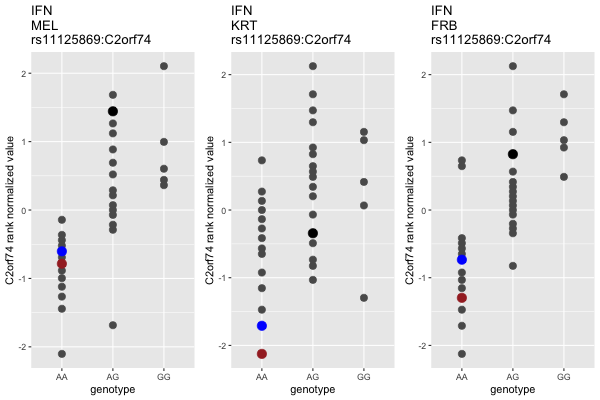 IFN
MEL
rs11125869:C2orf74
C2orf74 rank normalized value
2
1
0
-1
-2
AA AG GG
genotype
IFN
KRT
rs11125869:C2orf74
C2orf74 rank normalized value
2
1
0
-1
-2
AA AG GG
genotype
IFN
FRB
rs11125869:C2orf74
C2orf74 rank normalized value
2
1
0
-1
-2
AA AG GG
genotype